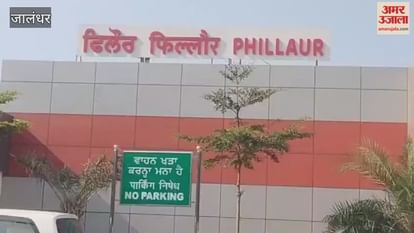 जालंधर
अमर उजाला
amarujala.com
ਫਿਲੌਰ फिल्लौर PHILLAUR
ਵਾਹਨ ਖੜਾ
ਕਰਨਾ ਮਨਾ ਹੈ
पार्किंग निषेध
NO PARKING